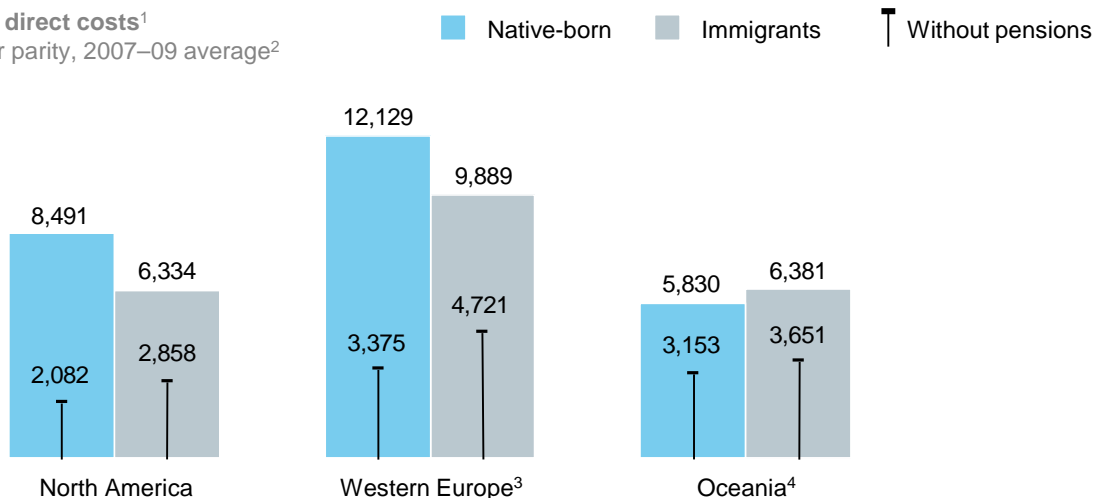 direct costs¹
r parity, 2007–09 average²
Native-born
Immigrants
Without pensions
12,129
9,889
8,491
6,334
6,381
5,830
4,721
3,375
3,651
3,153
2,858
2,082
North America
Western Europe³
Oceania⁴